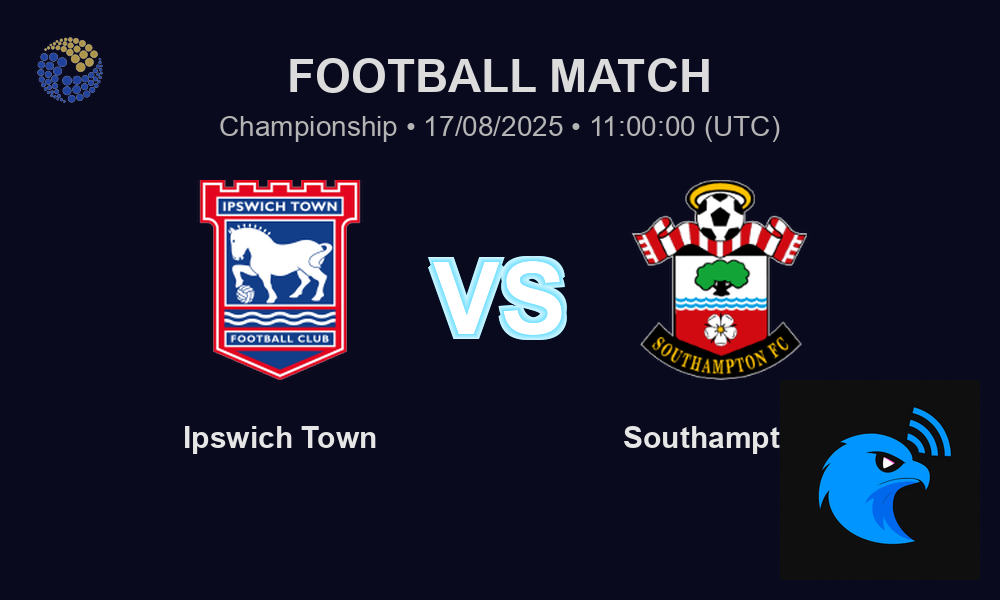 FOOTBALL MATCH
Championship • 17/08/2025 • 11:00:00 (UTC)
IPSWICH TOWN
FOOTBALL CLUB
VS
SOUTHAMPTON FC
Ipswich Town
Southampt